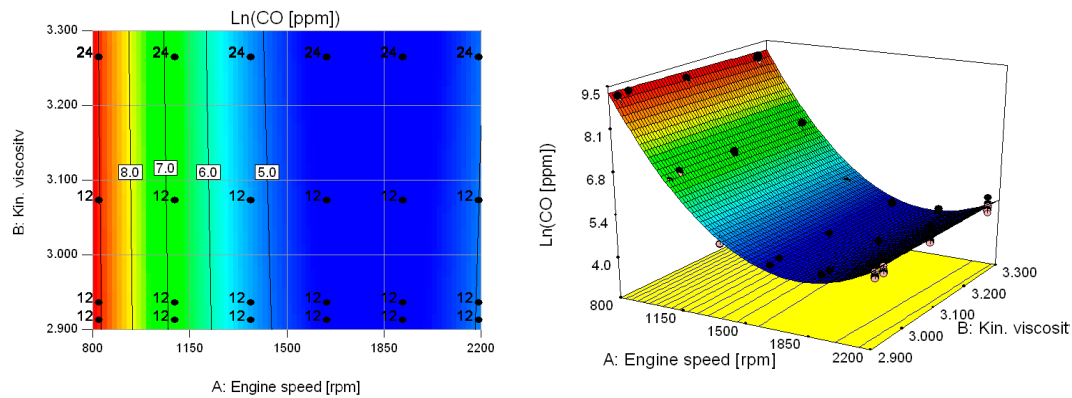 Ln(CO [ppm])
3.300
24 24 24 24 24 24
3.200
3.100
8.0 7.0 6.0 5.0
12 12 12 12 12 12
3.000
12 12 12 12 12 12
12 12 12 12 12 12
2.900
800 1150 1500 1850 2200
A: Engine speed [rpm]
B: Kin. viscosity
9.5
8.1
6.8
5.4
4.0
Ln(CO [ppm])
800
1150
1500
1850
2200
A: Engine speed [rpm]
2.900
3.000
3.100
3.200
3.300
B: Kin. viscosit